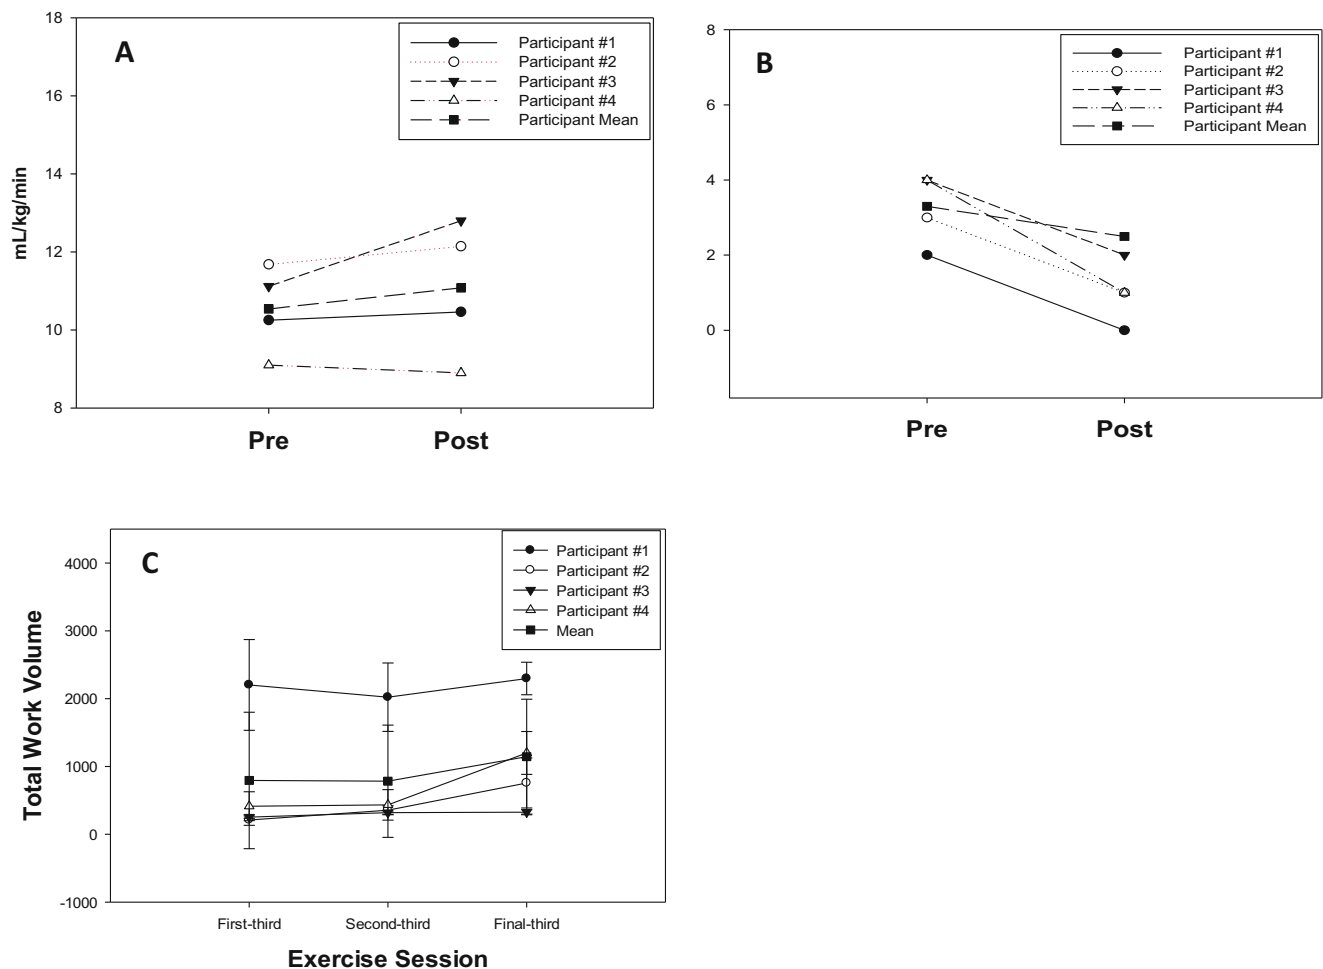 A
18
16
14
12
10
8
mL/kg/min
Participant #1
Participant #2
Participant #3
Participant #4
Participant Mean
Pre
Post
B
8
6
4
2
0
Participant #1
Participant #2
Participant #3
Participant #4
Participant Mean
Pre
Post
C
4000
3000
2000
1000
0
-1000
Total Work Volume
Participant #1
Participant #2
Participant #3
Participant #4
Mean
First-third
Second-third
Final-third
Exercise Session